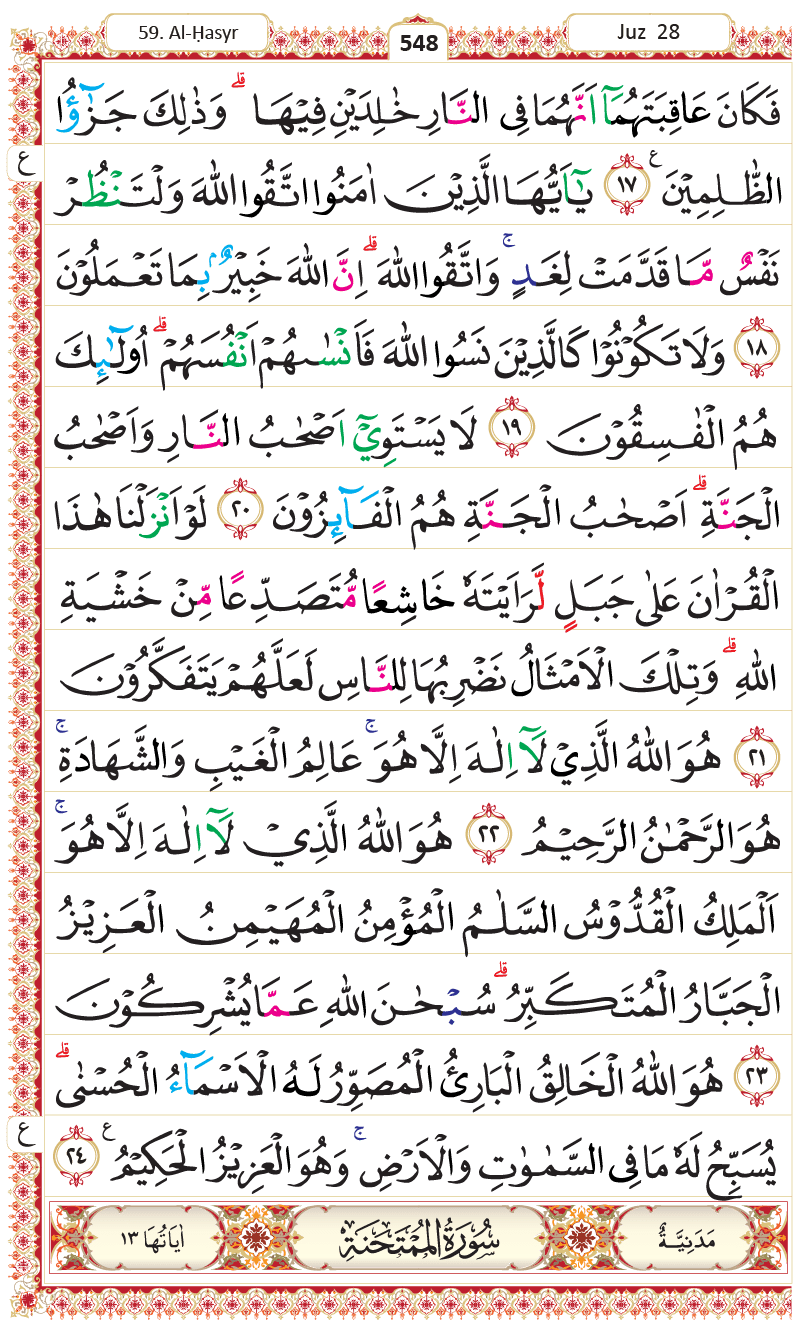 59. Al-Ḥasyr
548
Juz 28
فَكَانَ عَاقِبَتَهُمَآ اَنَّهُمَا فِى النَّارِ خَٰلِدَيْنِ فِيْهَا ۗ وَذٰلِكَ جَزٰۤؤُا
ع
الظّٰلِمِيْنَ ࣖ ١٧ يٰٓاَيُّهَا الَّذِيْنَ اٰمَنُوا اتَّقُوا اللّٰهَ وَلْتَنْظُرْ
نَفْسٌ مَّا قَدَّمَتْ لِغَدٍ ۚ وَاتَّقُوا اللّٰهَ ۗ اِنَّ اللّٰهَ خَبِيْرٌ ۢ بِمَا تَعْمَلُوْنَ
١٨ وَلَا تَكُوْنُوْا كَالَّذِيْنَ نَسُوا اللّٰهَ فَاَنْسٰىهُمْ اَنْفُسَهُمْ ۗ اُولٰۤىِٕكَ
هُمُ الْفٰسِقُوْنَ ١٩ لَا يَسْتَوِيْٓ اَصْحٰبُ النَّارِ وَاَصْحٰبُ
الْجَنَّةِ ۗ اَصْحٰبُ الْجَنَّةِ هُمُ الْفَاۤىِٕزُوْنَ ٢٠ لَوْ اَنْزَلْنَا هٰذَا
الْقُرْاٰنَ عَلٰى جَبَلٍ لَّرَاَيْتَهٗ خَاشِعًا مُّتَصَدِّعًا مِّنْ خَشْيَةِ
اللّٰهِ ۗ وَتِلْكَ الْاَمْثَالُ نَضْرِبُهَا لِلنَّاسِ لَعَلَّهُمْ يَتَفَكَّرُوْنَ
٢١ هُوَ اللّٰهُ الَّذِيْ لَآ اِلٰهَ اِلَّا هُوَ ۚ عَالِمُ الْغَيْبِ وَالشَّهَادَةِ ۚ
هُوَ الرَّحْمٰنُ الرَّحِيْمُ ٢٢ هُوَ اللّٰهُ الَّذِيْ لَآ اِلٰهَ اِلَّا هُوَ ۚ
اَلْمَلِكُ الْقُدُّوْسُ السَّلٰمُ الْمُؤْمِنُ الْمُهَيْمِنُ الْعَزِيْزُ
الْجَبَّارُ الْمُتَكَبِّرُ ۗ سُبْحٰنَ اللّٰهِ عَمَّا يُشْرِكُوْنَ
٢٣ هُوَ اللّٰهُ الْخَالِقُ الْبَارِئُ الْمُصَوِّرُ لَهُ الْاَسْمَاۤءُ الْحُسْنٰى ۗ
ع
يُسَبِّحُ لَهٗ مَا فِى السَّمٰوٰتِ وَالْاَرْضِ ۚ وَهُوَ الْعَزِيْزُ الْحَكِيْمُ ࣖ ٢٤
مَدَنِيَّةٌ سُوْرَةُ الْمُمْتَحَنَةِ اٰيَاتُهَا ١٣